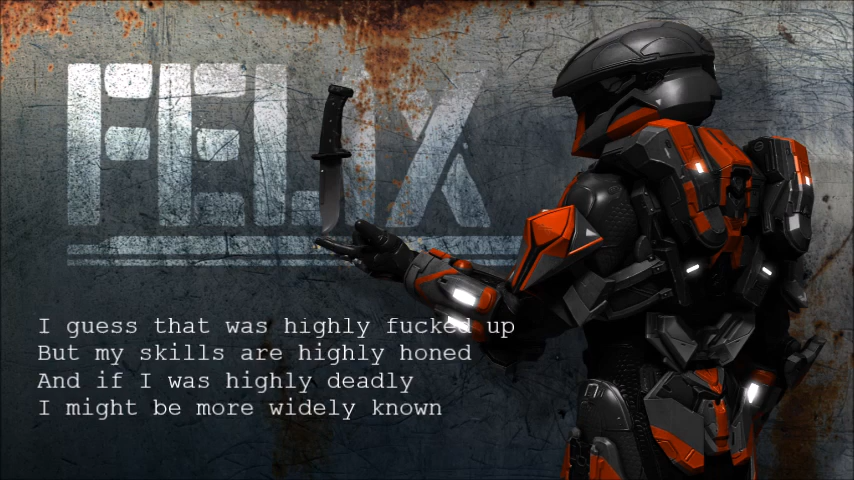 FELIX
I guess that was highly fucked up
But my skills are highly honed
And if I was highly deadly
I might be more widely known